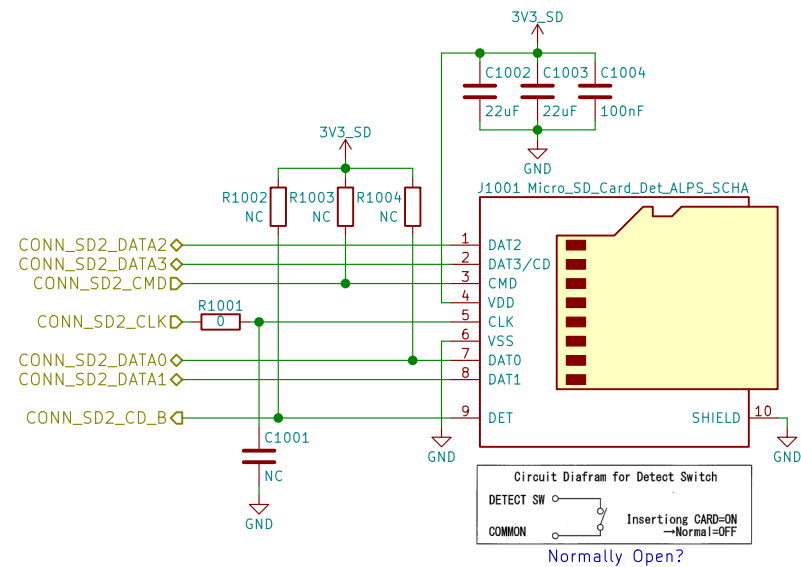 3V3_SD
C1002 C1003 C1004
22uF 22uF 100nF
GND
3V3_SD
J1001 Micro_SD_Card_Det_ALPS_SCHA
R1002 R1003 R1004
NC NC NC
CONN_SD2_DATA2 1 DAT2
CONN_SD2_DATA3 2 DAT3/CD
CONN_SD2_CMD 3 CMD
4 VDD
R1001
CONN_SD2_CLK 0 5 CLK
6 VSS
CONN_SD2_DATA0 7 DAT0
CONN_SD2_DATA1 8 DAT1
CONN_SD2_CD_B 9 DET SHIELD 10
C1001
GND GND
NC
GND
Circuit Diafram for Detect Switch
DETECT SW
Insertiong CARD=ON
COMMON →Normal=OFF
Normally Open?